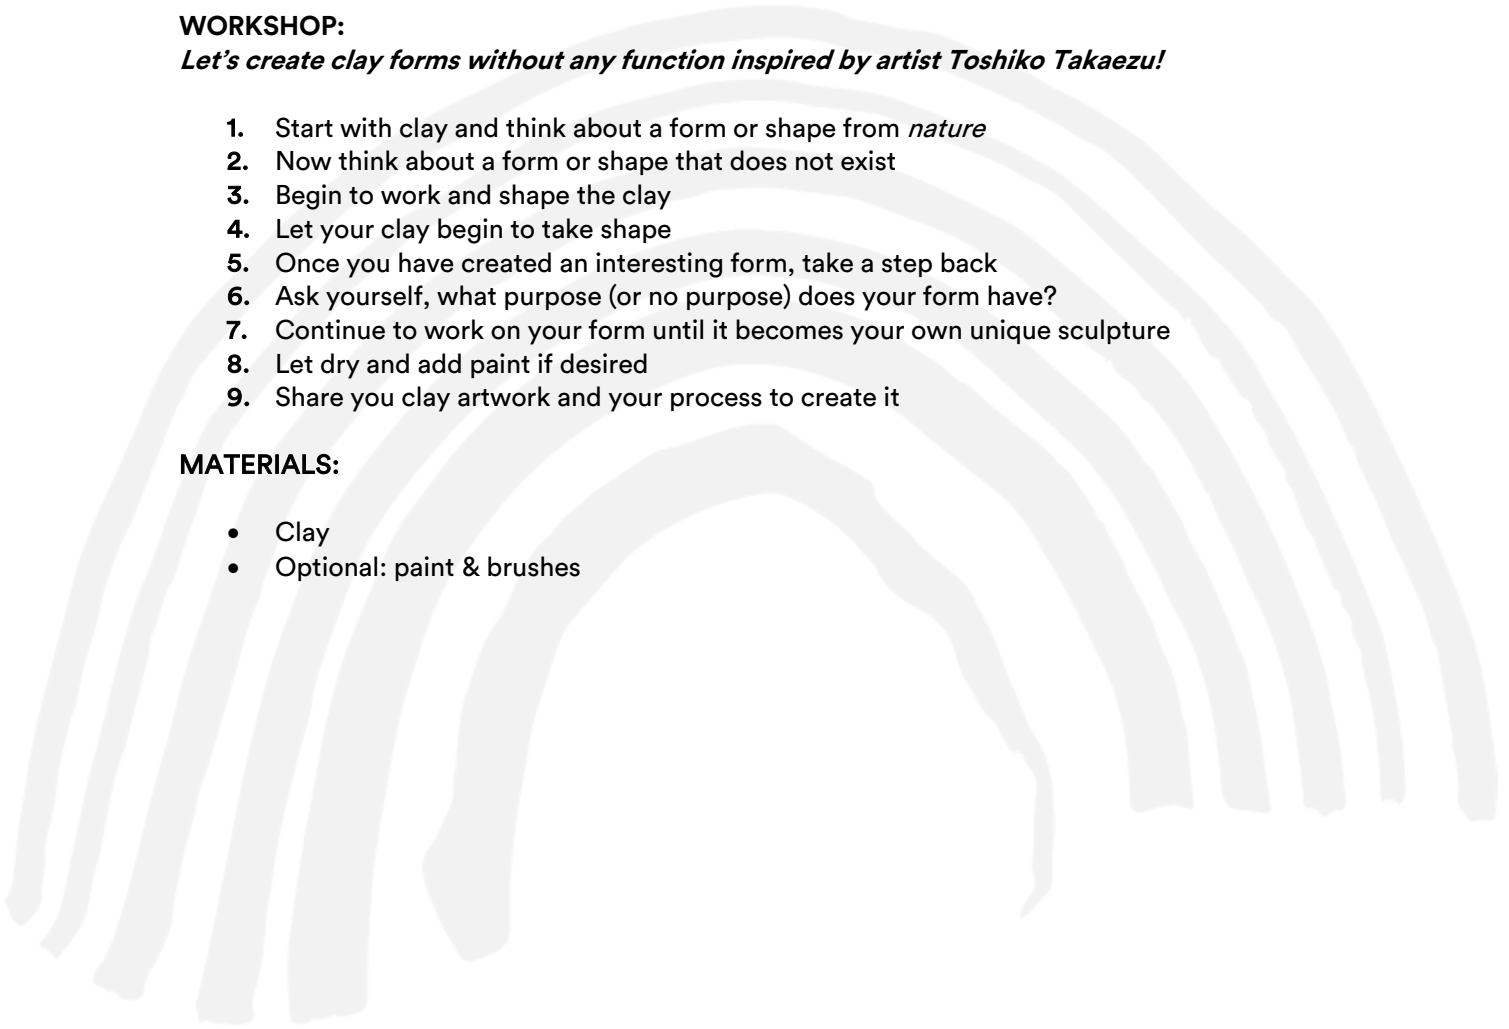 WORKSHOP:
Let’s create clay forms without any function inspired by artist Toshiko Takaezu!
1. Start with clay and think about a form or shape from nature
2. Now think about a form or shape that does not exist
3. Begin to work and shape the clay
4. Let your clay begin to take shape
5. Once you have created an interesting form, take a step back
6. Ask yourself, what purpose (or no purpose) does your form have?
7. Continue to work on your form until it becomes your own unique sculpture
8. Let dry and add paint if desired
9. Share you clay artwork and your process to create it
MATERIALS:
• Clay
• Optional: paint & brushes